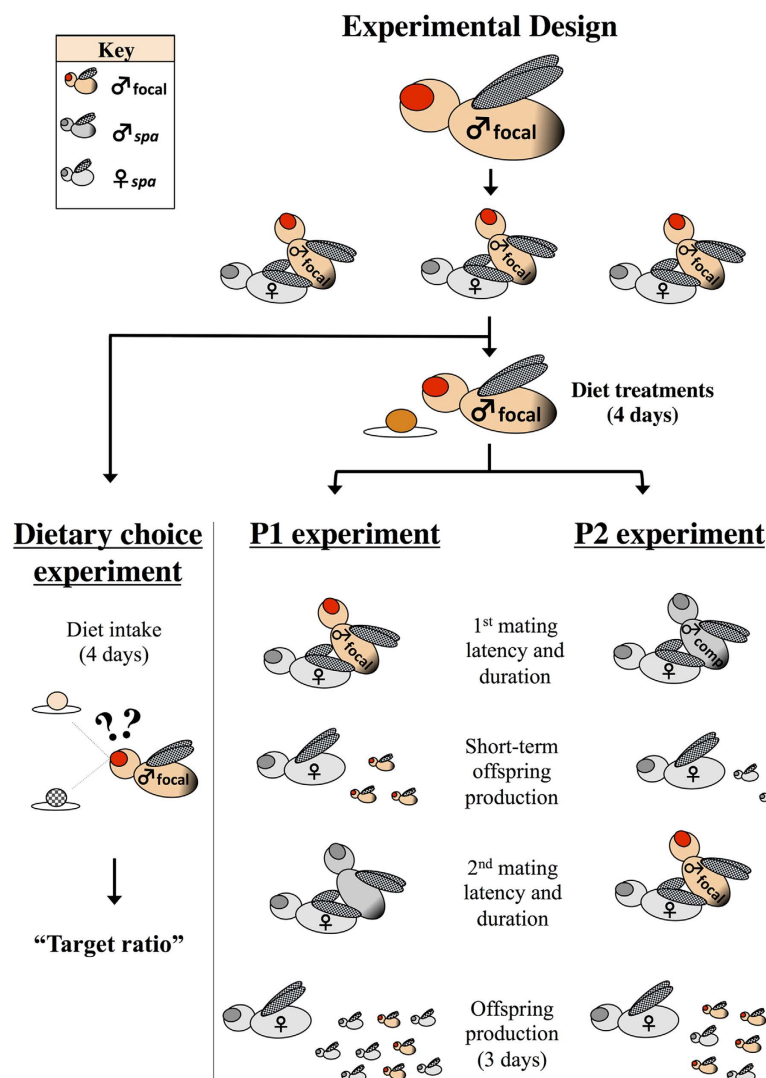 Experimental Design
Key
♂ focal
♂ spa
♀ spa
♂ focal
♂ focal
♀
♂ focal
♀
♂ focal
♀
♂ focal
Diet treatments
(4 days)
Dietary choice
experiment
Diet intake
(4 days)
??
♂ focal
“Target ratio”
P1 experiment
P2 experiment
♂ focal
♀
1st mating
latency and
duration
♂ comp
♀
♀
Short-term
offspring
production
♀
♀
2nd mating
latency and
duration
♂ focal
♀
♀
Offspring
production
(3 days)
♀